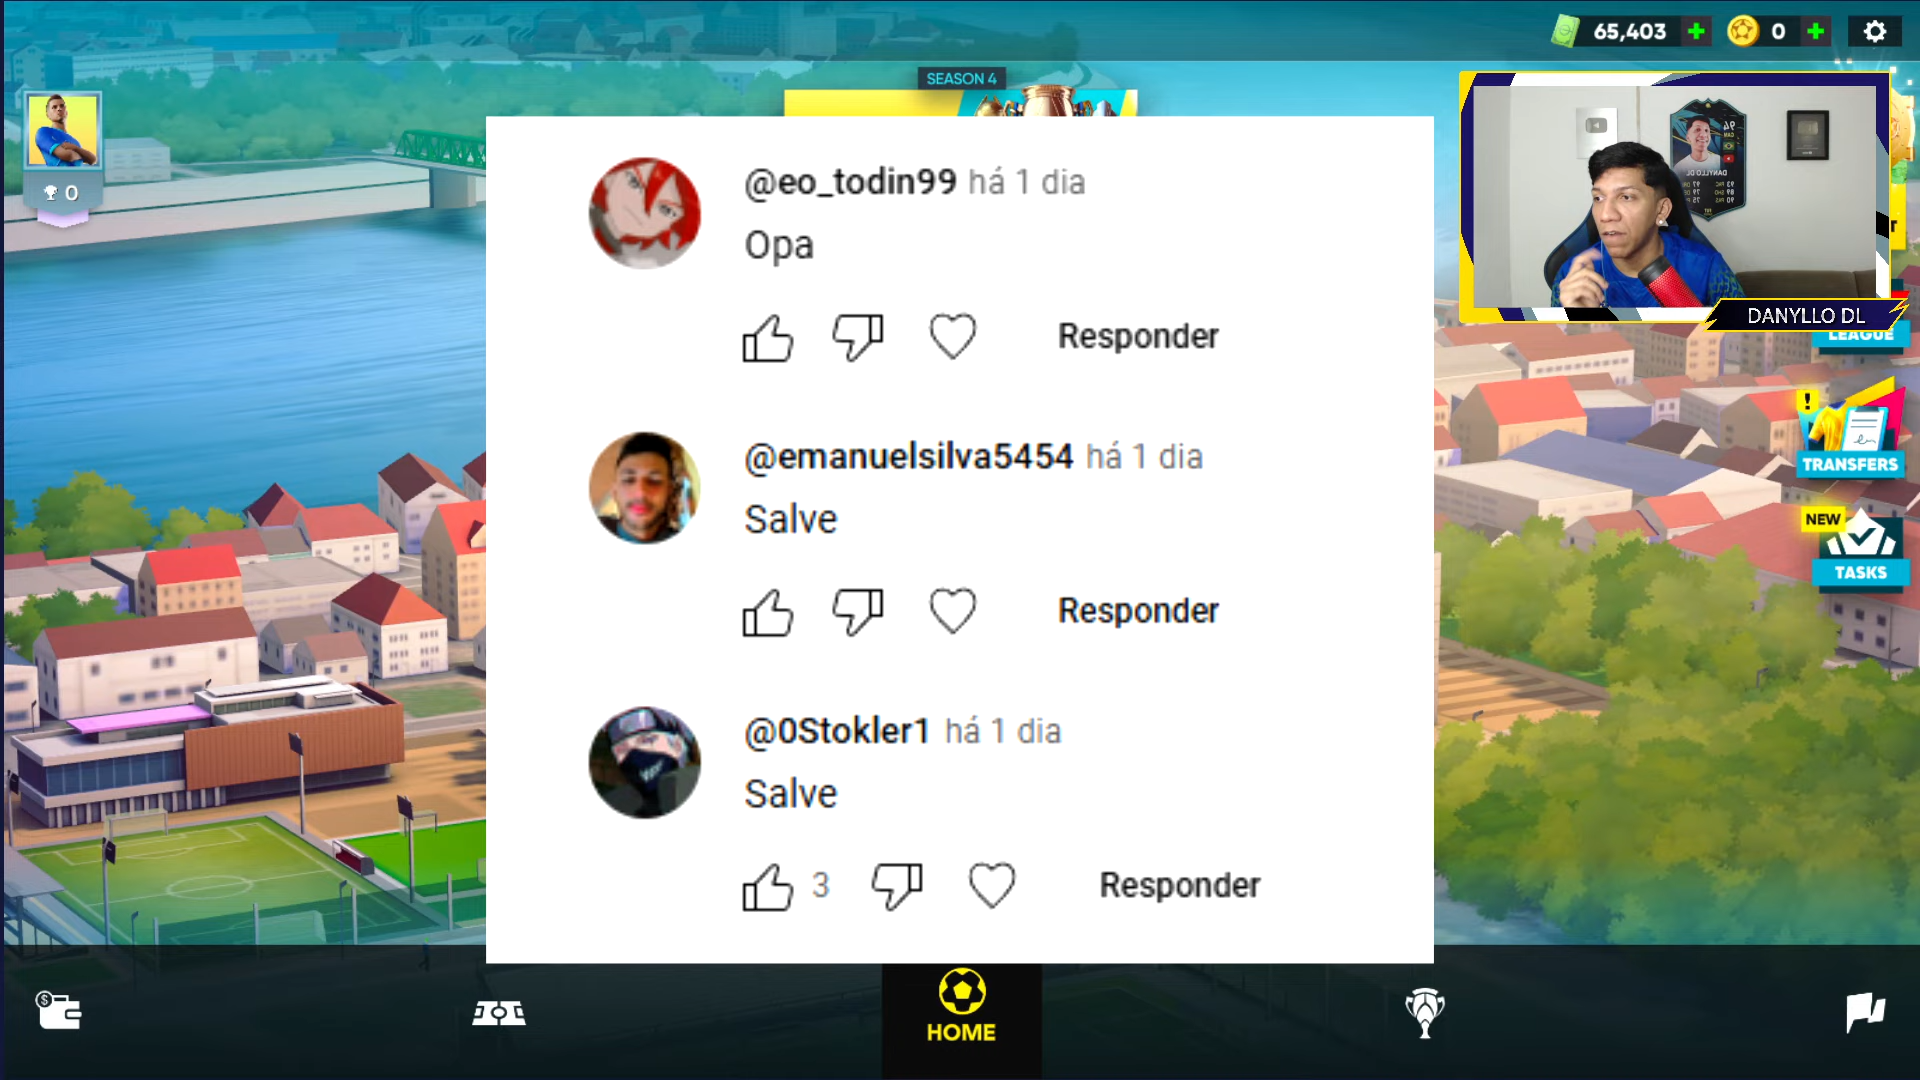 65,403
0
SEASON 4
0
@eo_todin99 há 1 dia
Opa
Responder
@emanuelsilva5454 há 1 dia
Salve
Responder
@0Stokler1 há 1 dia
Salve
3
Responder
DANYLLO DL
LEAGUE
!
TRANSFERS
NEW
TASKS
HOME